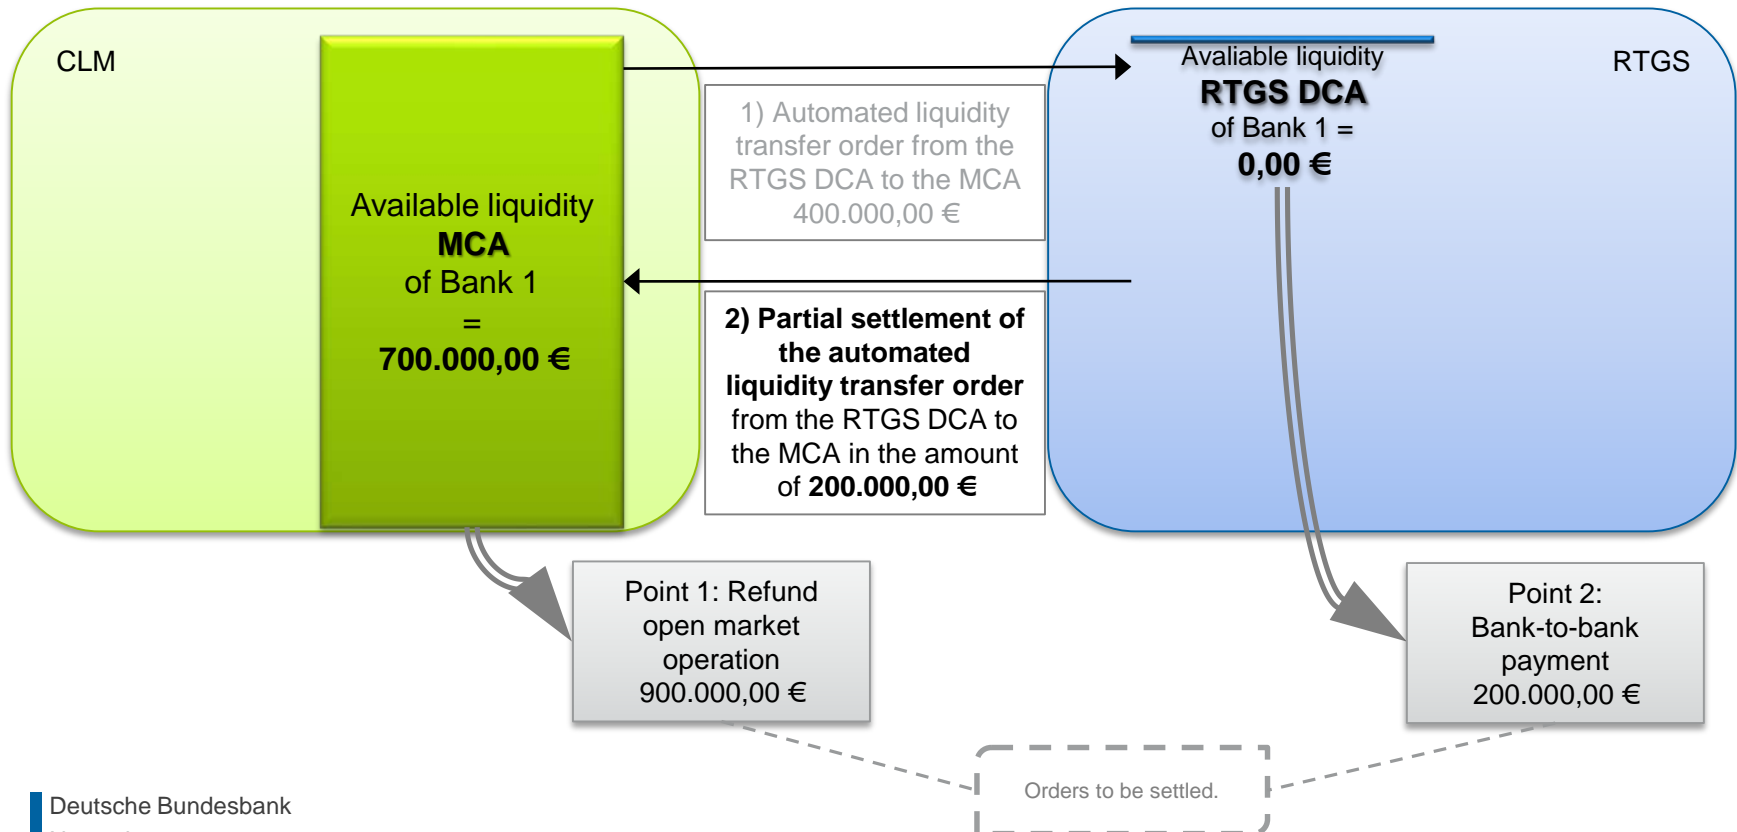 CLM
Available liquidity
MCA
of Bank 1
=
700.000,00 €
1) Automated liquidity
transfer order from the
RTGS DCA to the MCA
400.000,00 €
2) Partial settlement of
the automated
liquidity transfer order
from the RTGS DCA to
the MCA in the amount
of 200.000,00 €
Available liquidity
RTGS DCA
of Bank 1 =
0,00 €
RTGS
Point 1: Refund
open market
operation
900.000,00 €
Point 2:
Bank-to-bank
payment
200.000,00 €
Orders to be settled.
Deutsche Bundesbank